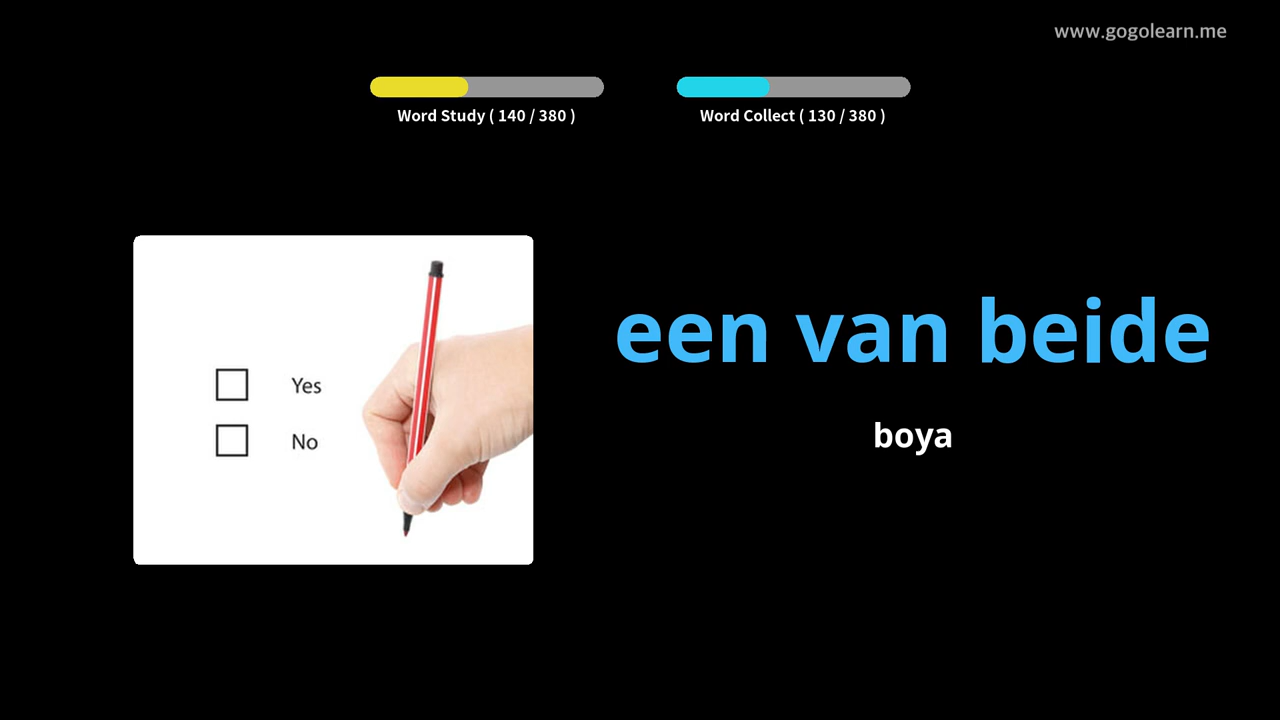 www.gogolearn.me
Word Study ( 140 / 380 )
Word Collect ( 130 / 380 )
Yes
No
een van beide
boya